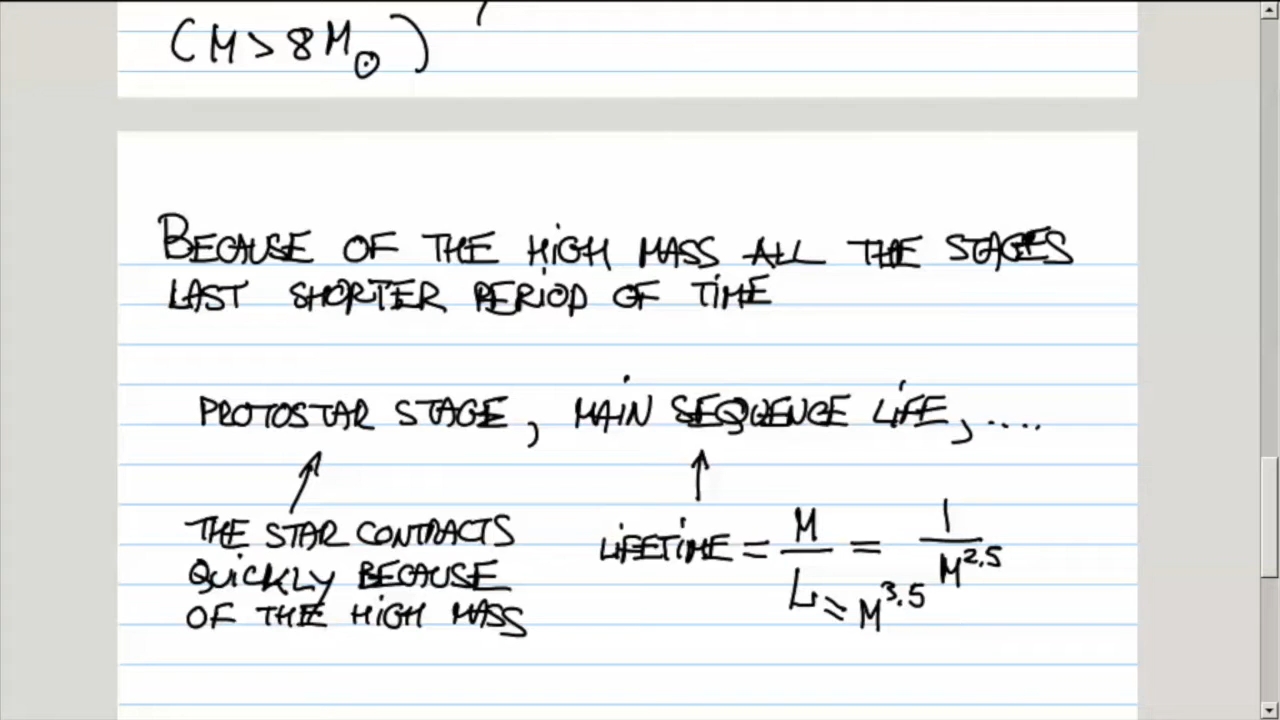 (M > 8 M☉)
BECAUSE OF THE HIGH MASS ALL THE STAGES
LAST SHORTER PERIOD OF TIME
PROTOSTAR STAGE, MAIN SEQUENCE LIFE, ....
THE STAR CONTRACTS
QUICKLY BECAUSE
OF THE HIGH MASS
LIFETIME = M/L = 1/M^2.5
L = M^3.5